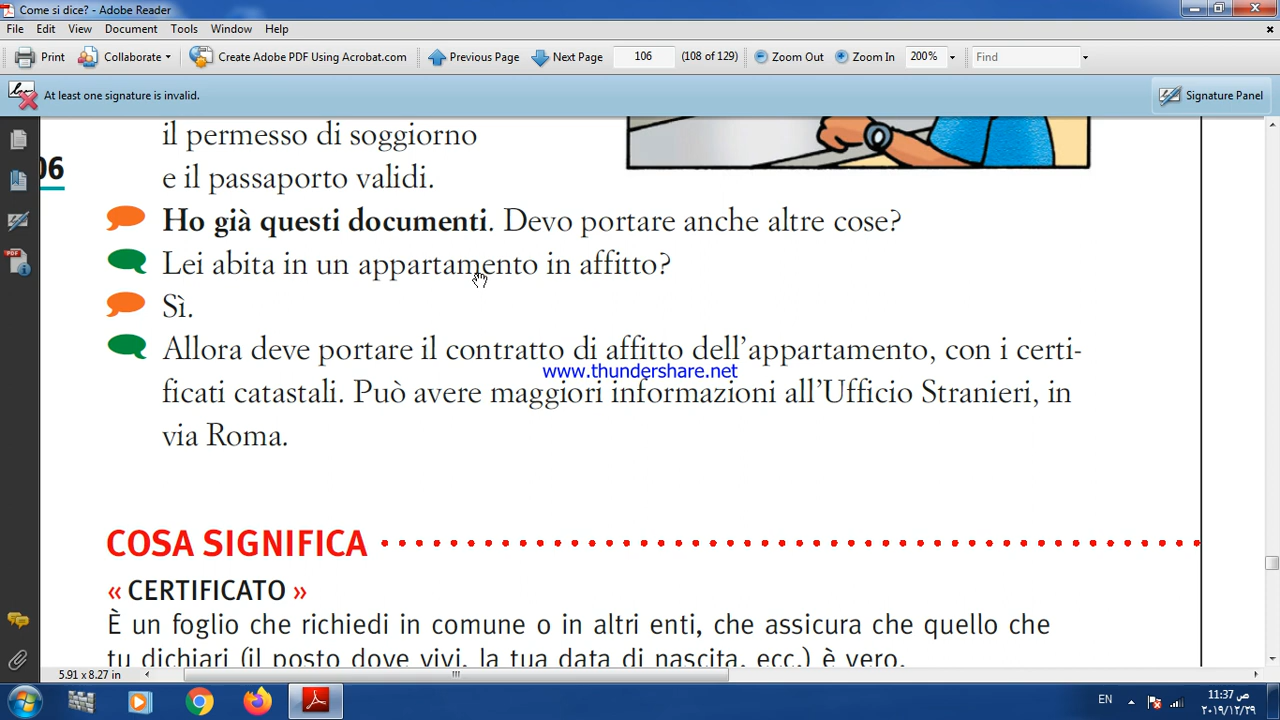 Come si dice? - Adobe Reader
File Edit View Document Tools Window Help
Print Collaborate Create Adobe PDF Using Acrobat.com Previous Page Next Page 106 (108 of 129) Zoom Out Zoom In 200% Find
At least one signature is invalid. Signature Panel
il permesso di soggiorno
06
e il passaporto validi.
Ho già questi documenti. Devo portare anche altre cose?
Lei abita in un appartamento in affitto?
Sì.
Allora deve portare il contratto di affitto dell’appartamento, con i certi-
www.thundershare.net
ficati catastali. Può avere maggiori informazioni all’Ufficio Stranieri, in
via Roma.
COSA SIGNIFICA
« CERTIFICATO »
È un foglio che richiedi in comune o in altri enti, che assicura che quello che
tu dichiari (il posto dove vivi, la tua data di nascita, ecc.) è vero.
5.91 x 8.27 in
EN 11:37 ص
٢٠١٩/١٢/٢٩